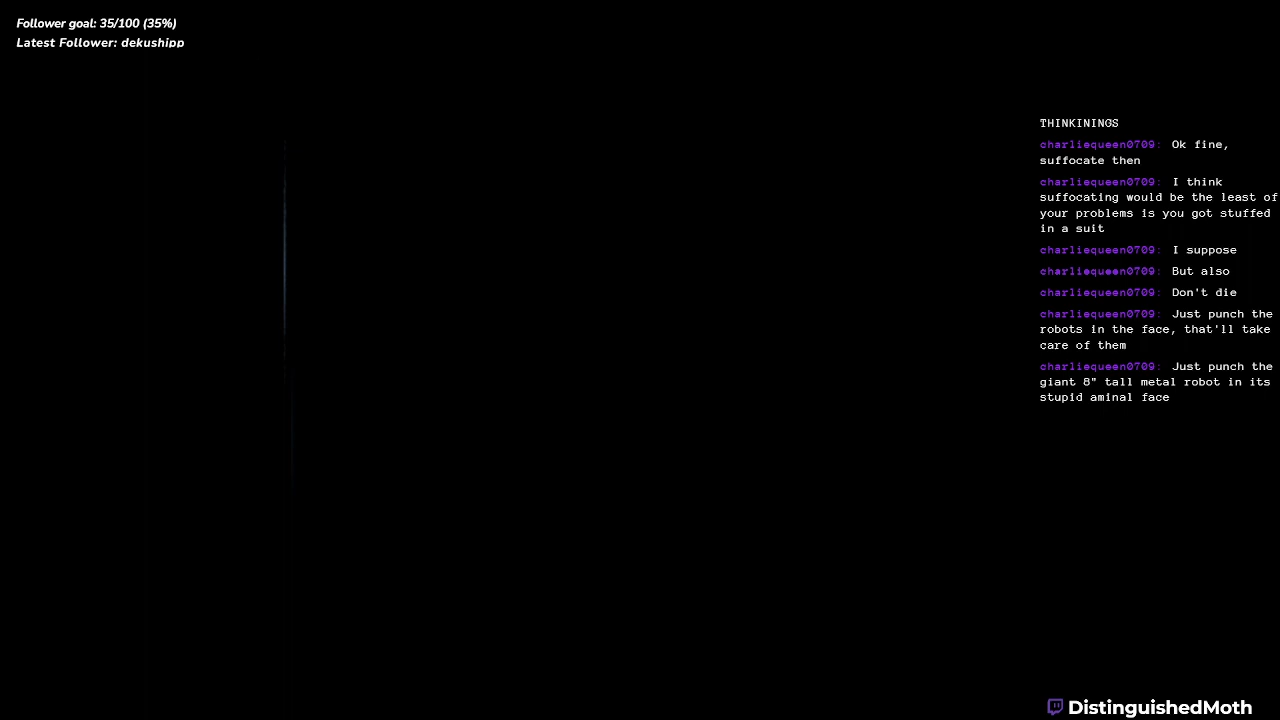 Follower goal: 35/100 (35%)
Latest Follower: dekushipp
THINKININGS
charliequeen0709: Ok fine,
suffocate then
charliequeen0709: I think
suffocating would be the least of
your problems is you got stuffed
in a suit
charliequeen0709: I suppose
charliequeen0709: But also
charliequeen0709: Don't die
charliequeen0709: Just punch the
robots in the face, that'll take
care of them
charliequeen0709: Just punch the
giant 8" tall metal robot in its
stupid aminal face
DistinguishedMoth